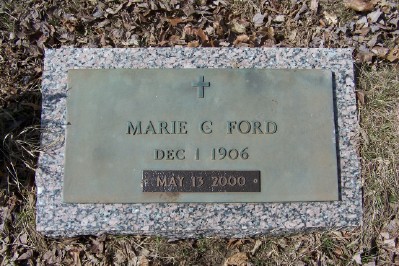 MARIE C FORD
DEC 1 1906
MAY 13 2000